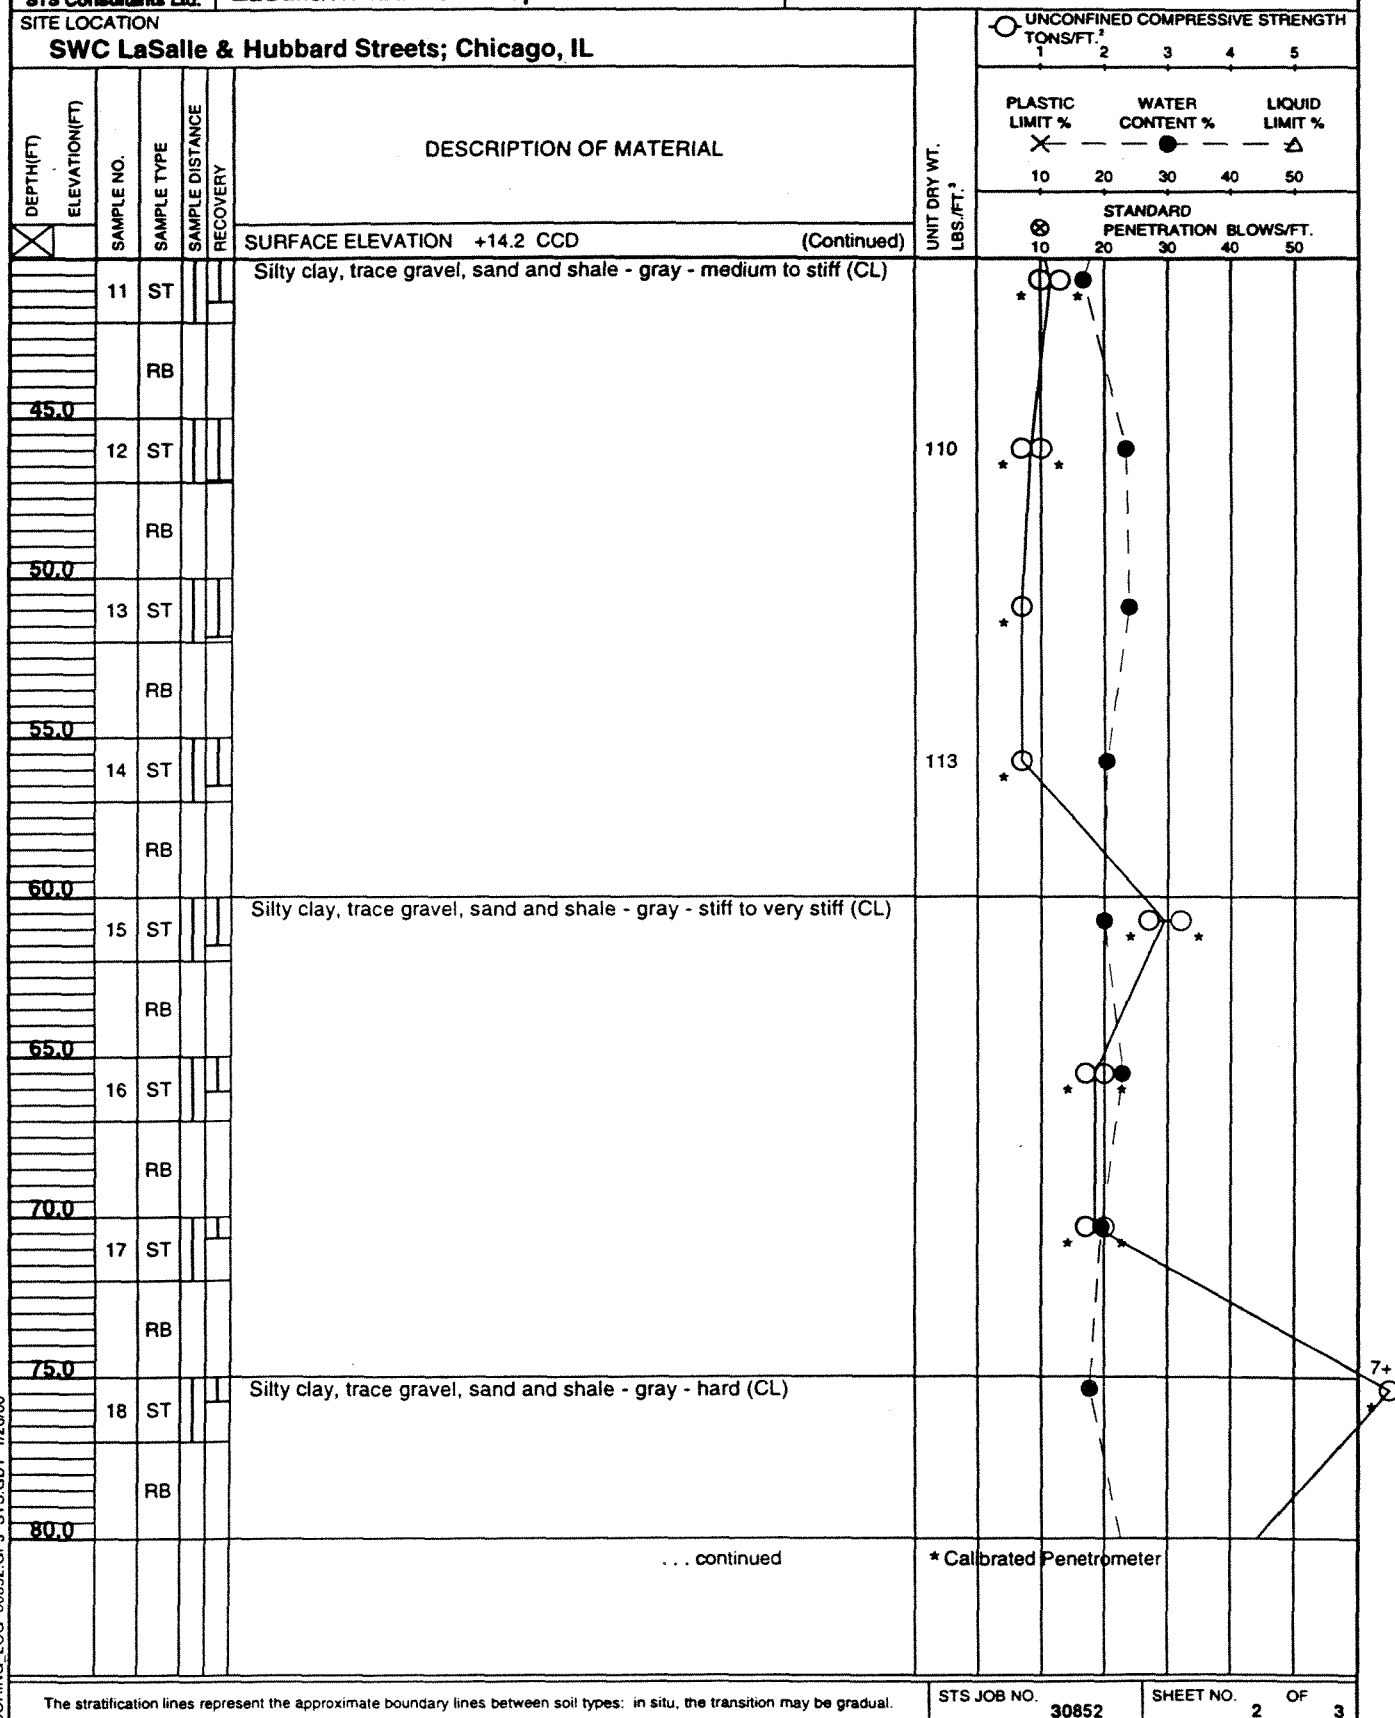 STS Consultants Ltd.
SITE LOCATION
SWC LaSalle & Hubbard Streets; Chicago, IL
UNCONFINED COMPRESSIVE STRENGTH
TONS/FT.²
1 2 3 4 5
PLASTIC LIMIT %
WATER CONTENT %
LIQUID LIMIT %
10 20 30 40 50
STANDARD
PENETRATION BLOWS/FT.
10 20 30 40 50
DEPTH(FT)
ELEVATION(FT)
SAMPLE NO.
SAMPLE TYPE
SAMPLE DISTANCE
RECOVERY
DESCRIPTION OF MATERIAL
UNIT DRY WT.
LBS./FT.³
SURFACE ELEVATION +14.2 CCD (Continued)
Silty clay, trace gravel, sand and shale - gray - medium to stiff (CL)
11 ST
* *
RB
45.0
12 ST 110
* *
RB
50.0
13 ST
*
RB
55.0
14 ST 113
*
RB
60.0
Silty clay, trace gravel, sand and shale - gray - stiff to very stiff (CL)
15 ST
* *
RB
65.0
16 ST
* *
RB
70.0
17 ST
* *
RB
75.0
7+
Silty clay, trace gravel, sand and shale - gray - hard (CL)
18 ST
*
RB
80.0
... continued
* Calibrated Penetrometer
The stratification lines represent the approximate boundary lines between soil types: in situ, the transition may be gradual.
STS JOB NO.
30852
SHEET NO. 2 OF 3